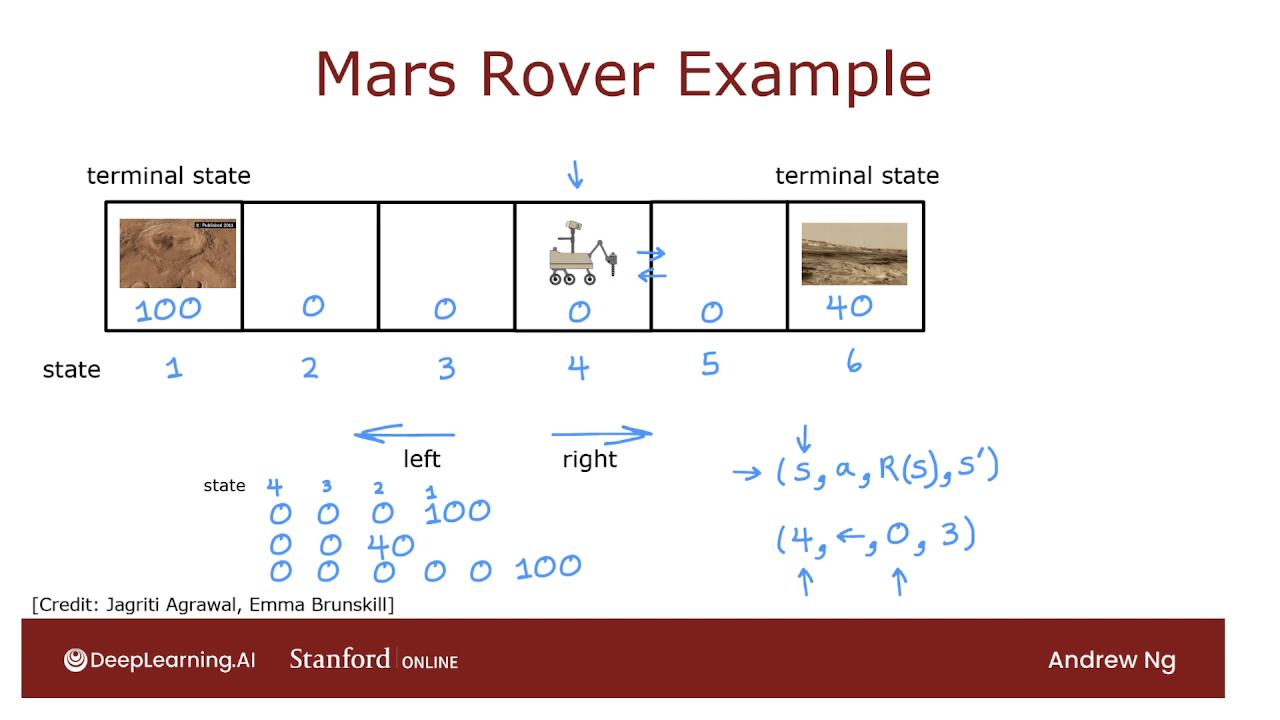 Mars Rover Example
terminal state
terminal state
↓
100 0 0 0 0 40
→
←
state 1 2 3 4 5 6
← →
left right
↓
→ (s, a, R(s), s')
state 4 3 2 1
0 0 0 100
(4, ←, 0, 3)
0 0 40
0 0 0 0 0 100
↑ ↑
[Credit: Jagriti Agrawal, Emma Brunskill]
DeepLearning.AI
Stanford | ONLINE
Andrew Ng